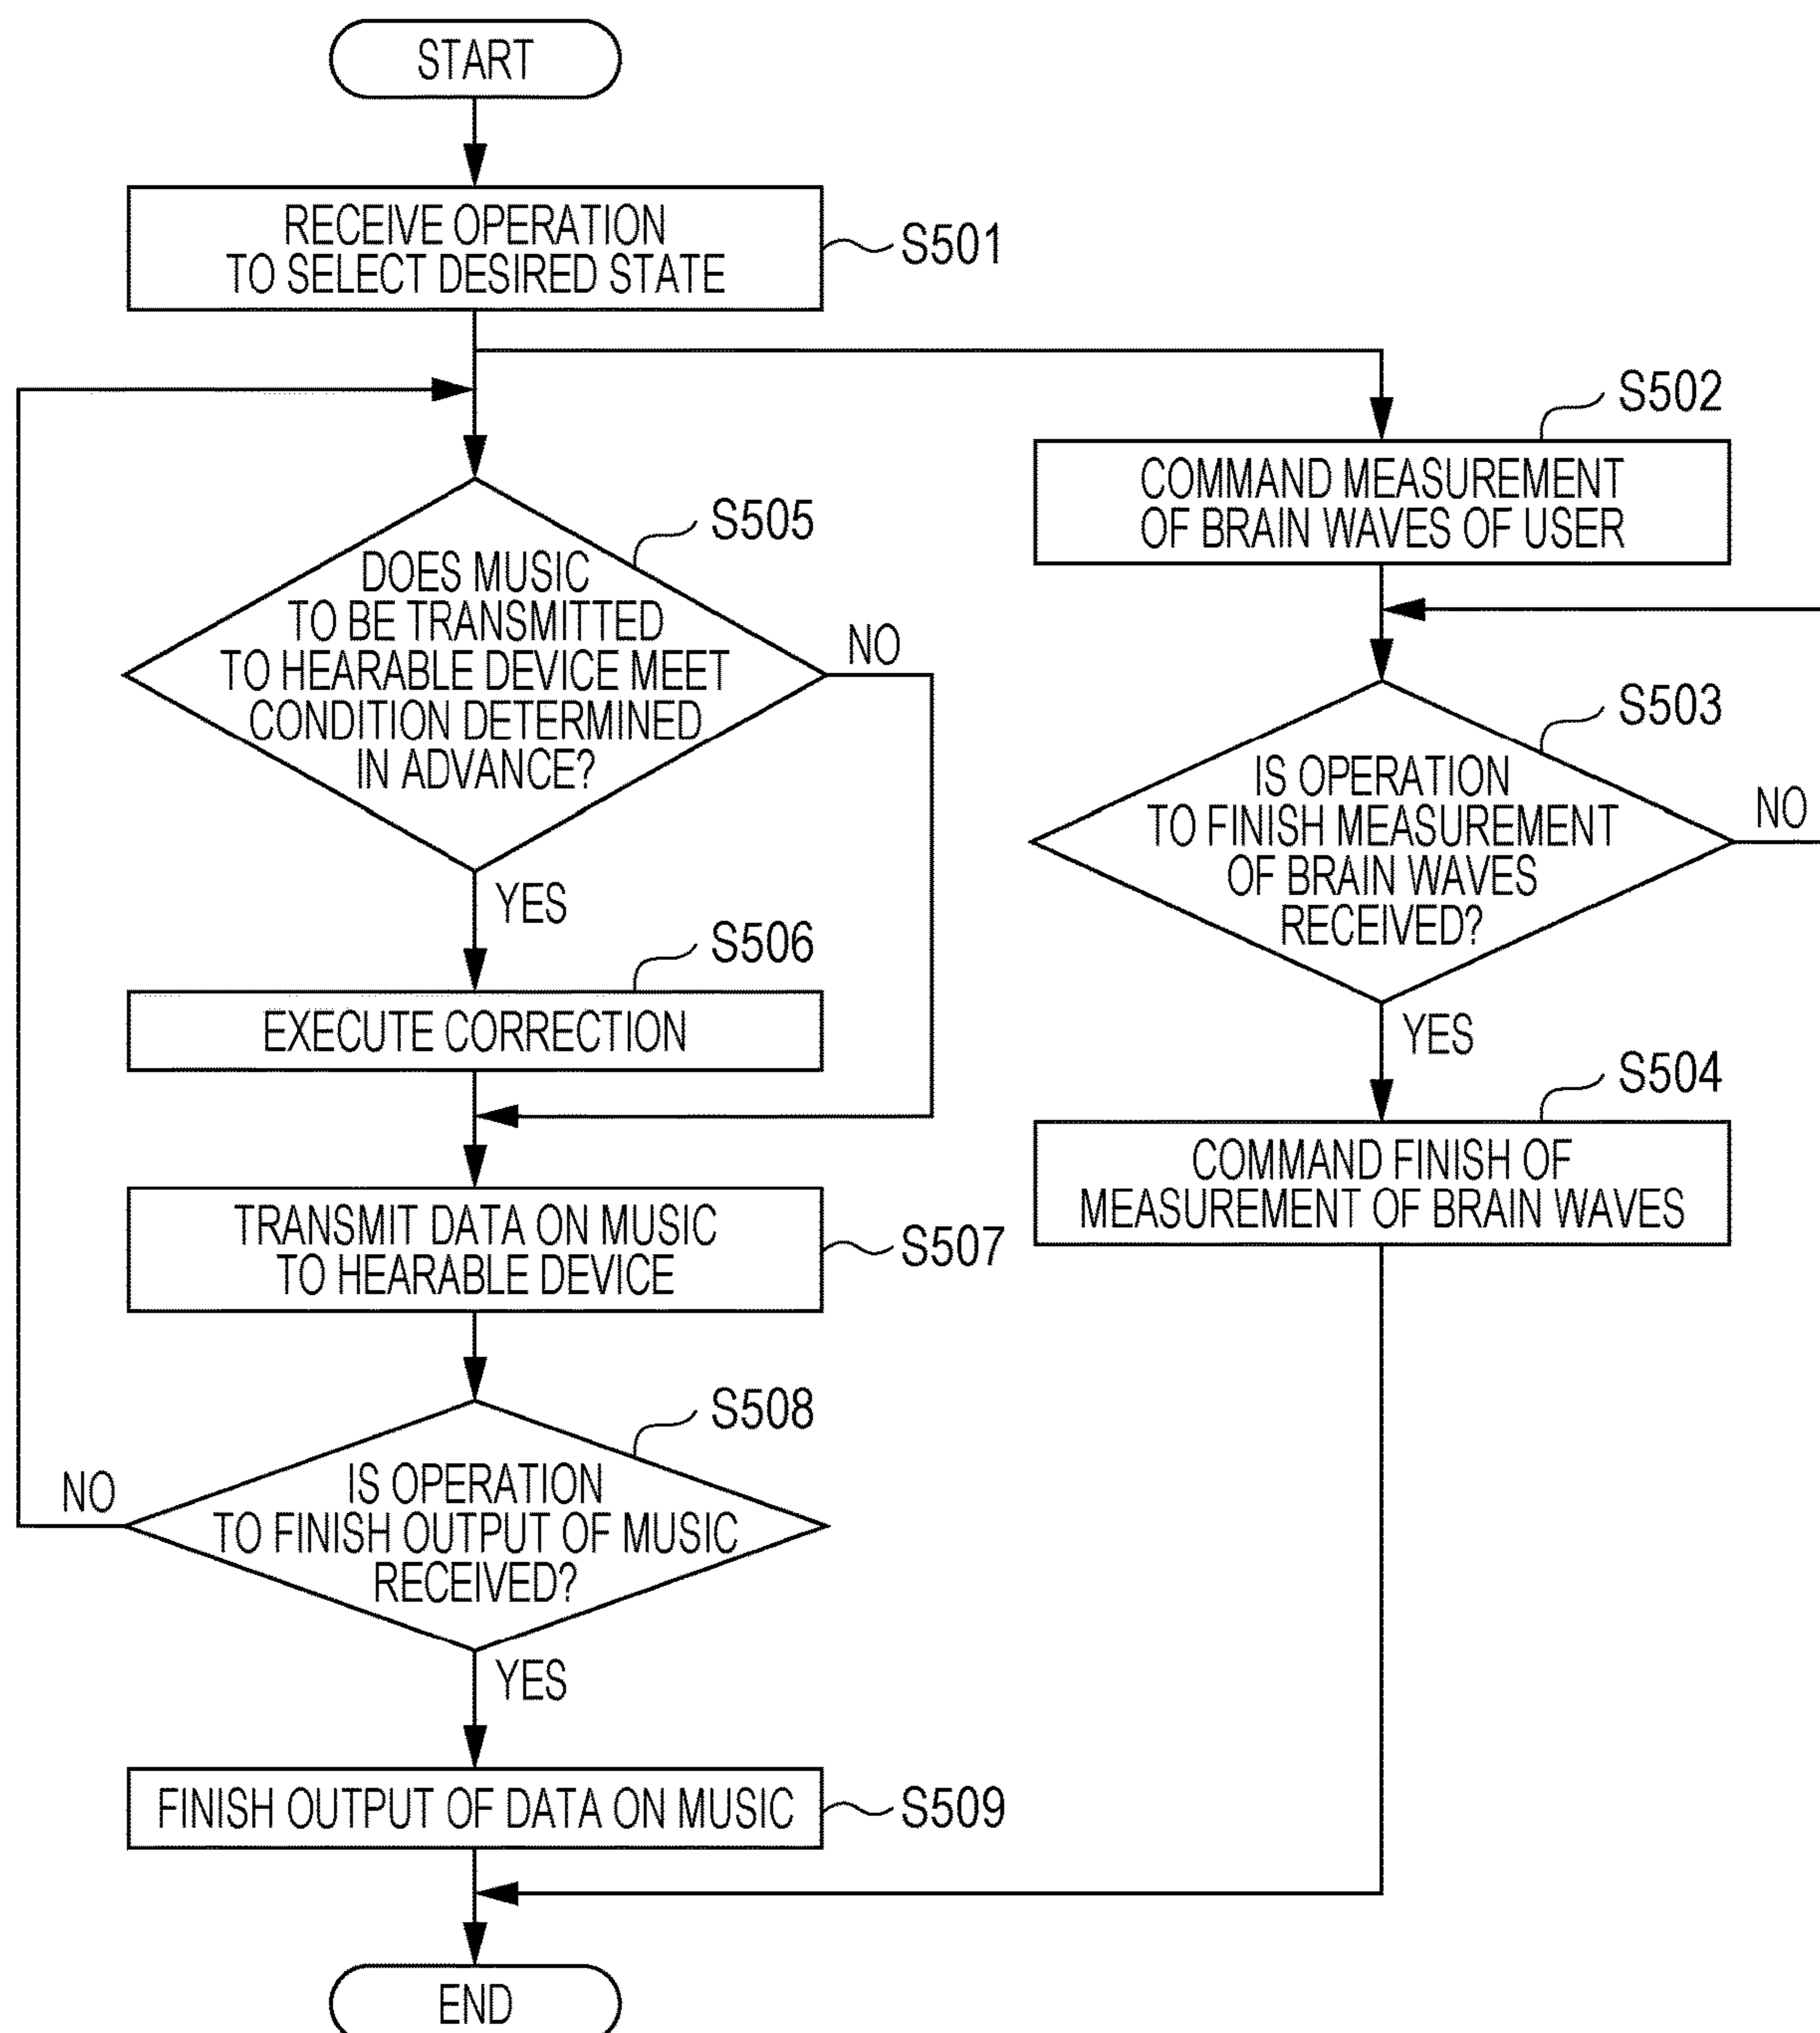 START
RECEIVE OPERATION
TO SELECT DESIRED STATE
S501
S502
COMMAND MEASUREMENT
OF BRAIN WAVES OF USER
S505
DOES MUSIC
TO BE TRANSMITTED
TO HEARABLE DEVICE MEET
CONDITION DETERMINED
IN ADVANCE?
NO
YES
S503
IS OPERATION
TO FINISH MEASUREMENT
OF BRAIN WAVES
RECEIVED?
NO
YES
S506
EXECUTE CORRECTION
S504
COMMAND FINISH OF
MEASUREMENT OF BRAIN WAVES
TRANSMIT DATA ON MUSIC
TO HEARABLE DEVICE
S507
S508
IS OPERATION
TO FINISH OUTPUT OF MUSIC
RECEIVED?
NO
YES
FINISH OUTPUT OF DATA ON MUSIC
S509
END